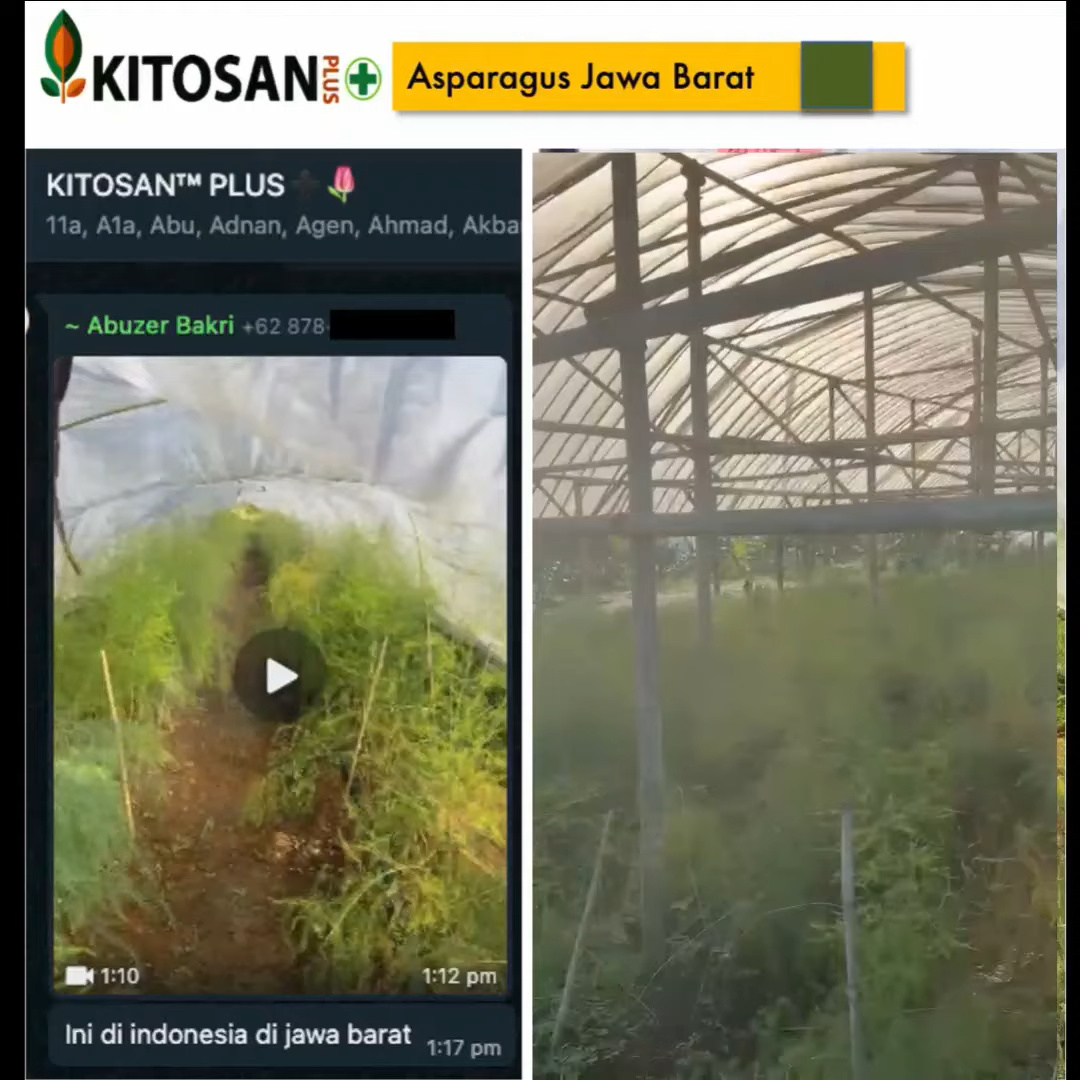 KITOSAN PLUS
Asparagus Jawa Barat
KITOSAN™ PLUS
11a, A1a, Abu, Adnan, Agen, Ahmad, Akba
~ Abuzer Bakri +62 878-
1:10
1:12 pm
Ini di indonesia di jawa barat
1:17 pm